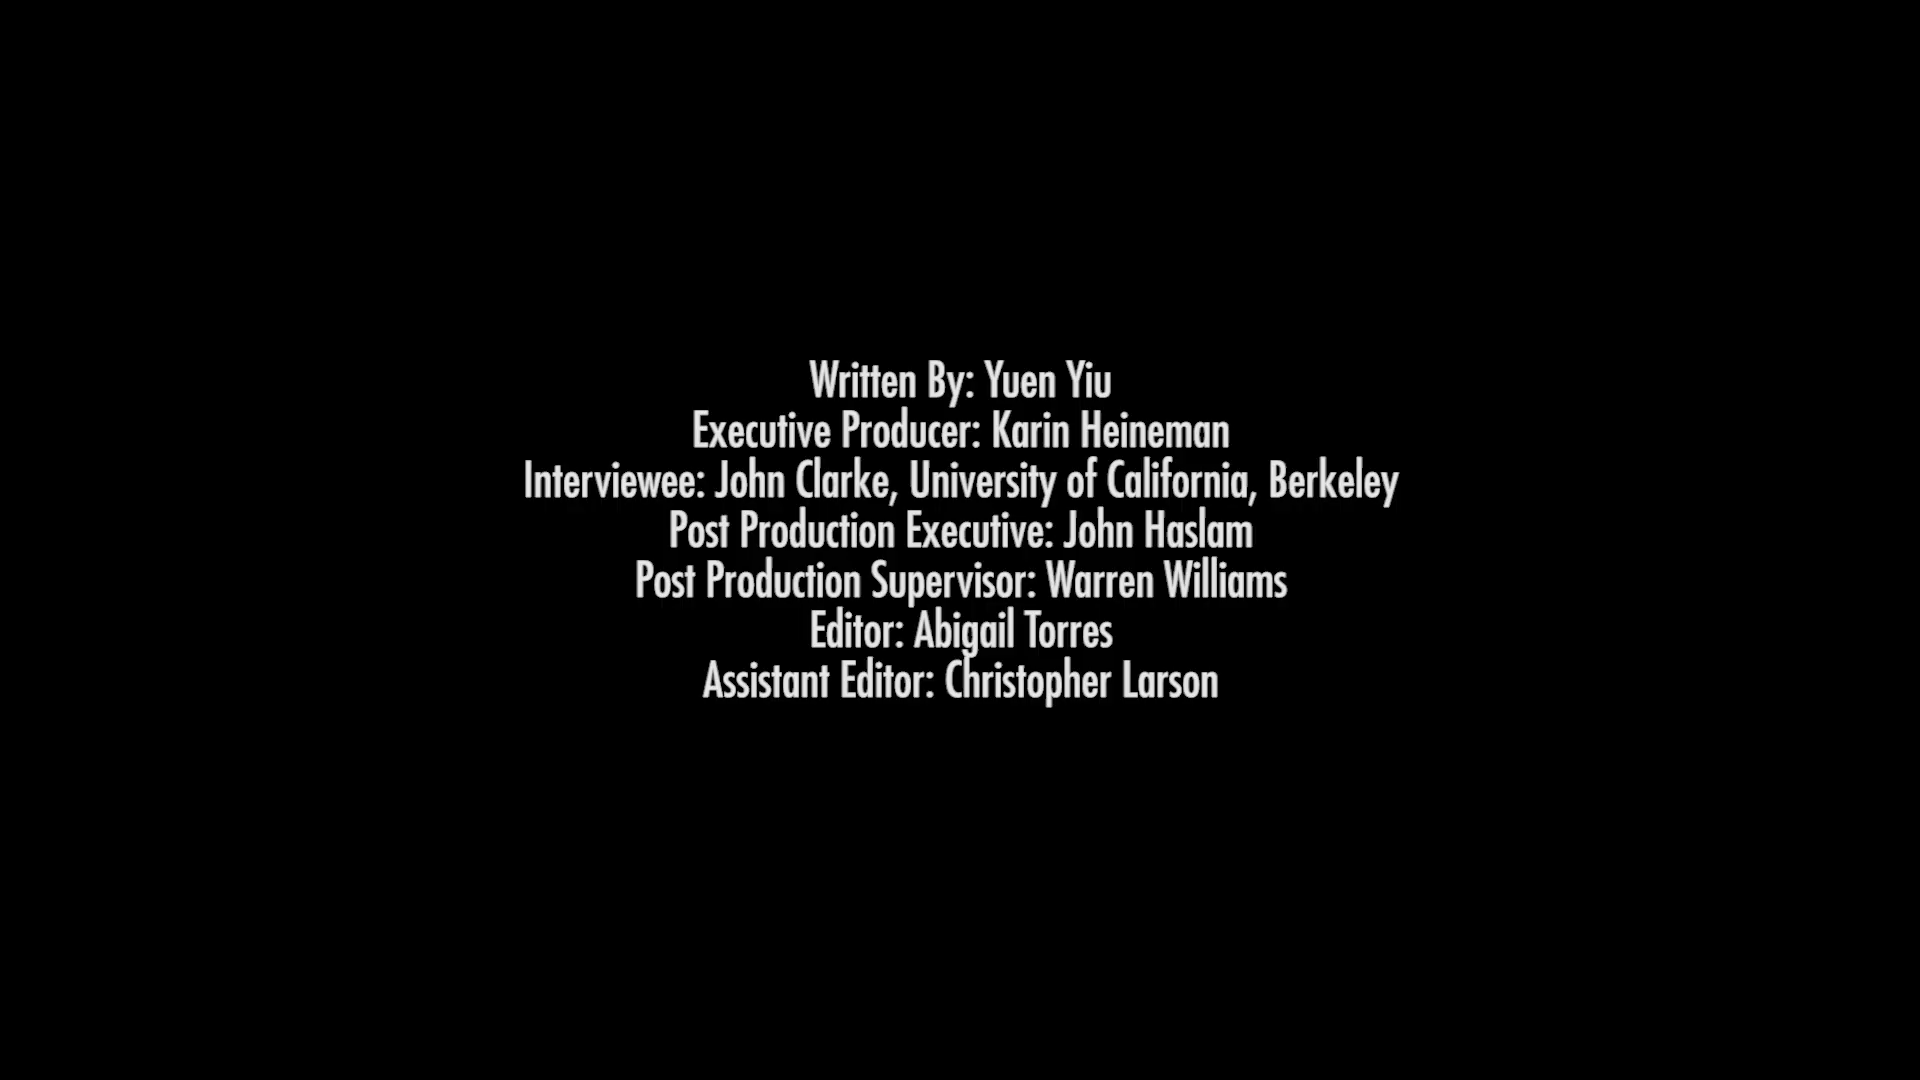 Written By: Yuen Yiu
Executive Producer: Karin Heineman
Interviewee: John Clarke, University of California, Berkeley
Post Production Executive: John Haslam
Post Production Supervisor: Warren Williams
Editor: Abigail Torres
Assistant Editor: Christopher Larson